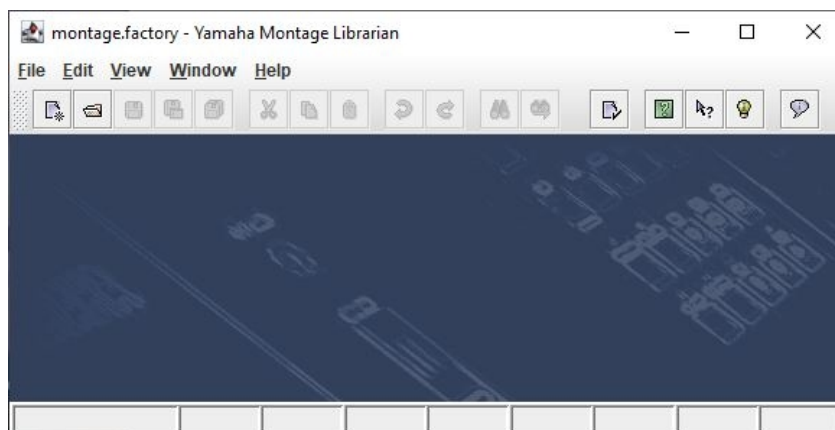 montage.factory - Yamaha Montage Librarian
File Edit View Window Help